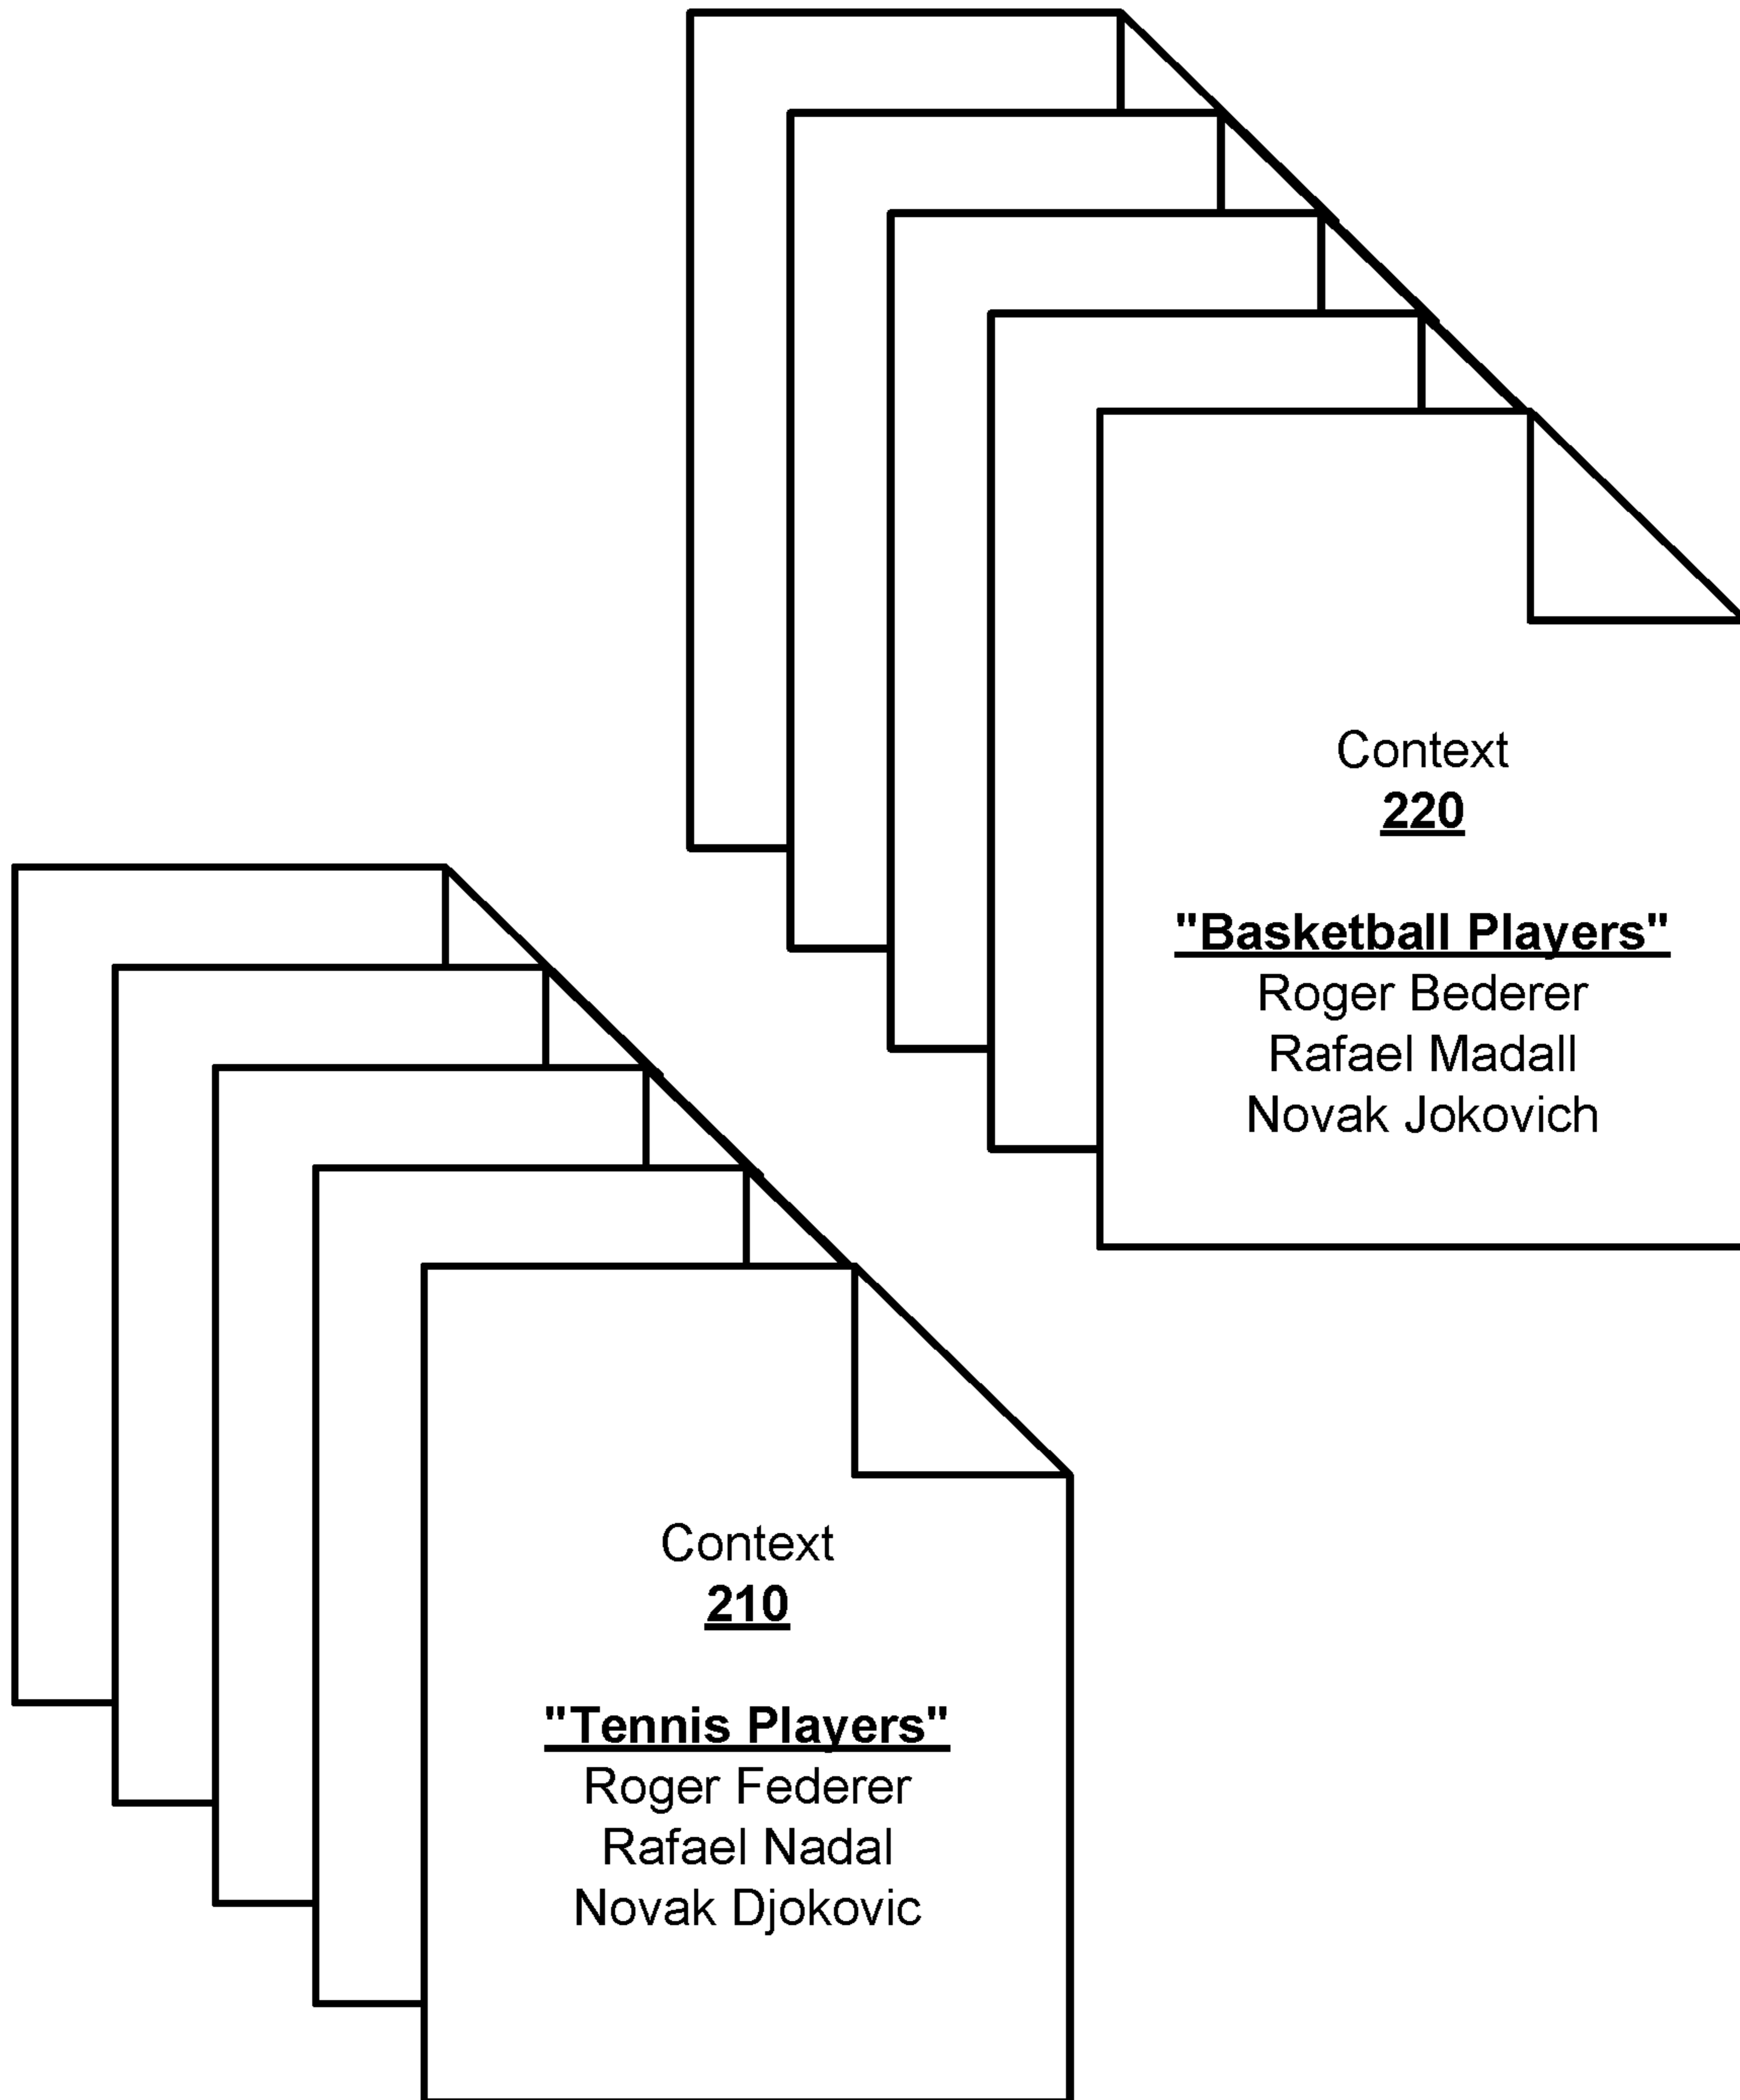 Context
220
"Basketball Players"
Roger Bederer
Rafael Madall
Novak Jokovich
Context
210
"Tennis Players"
Roger Federer
Rafael Nadal
Novak Djokovic